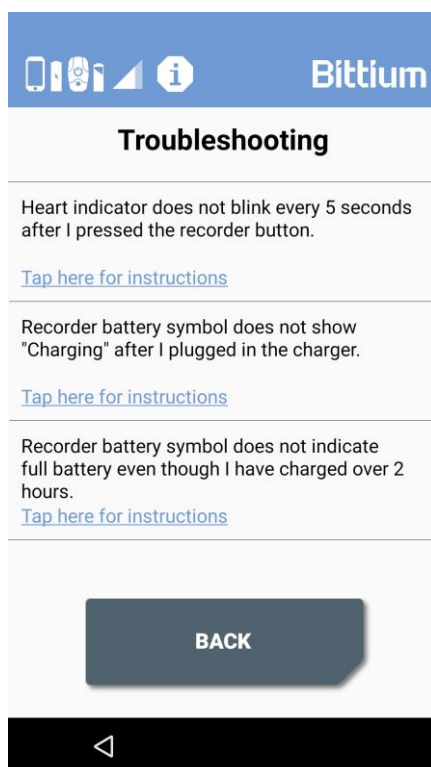 i
Bittium
Troubleshooting
Heart indicator does not blink every 5 seconds
after I pressed the recorder button.
Tap here for instructions
Recorder battery symbol does not show
"Charging" after I plugged in the charger.
Tap here for instructions
Recorder battery symbol does not indicate
full battery even though I have charged over 2
hours.
Tap here for instructions
BACK